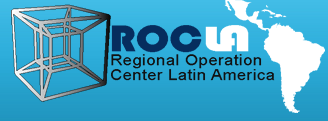 ROCLA
Regional Operation
Center Latin America